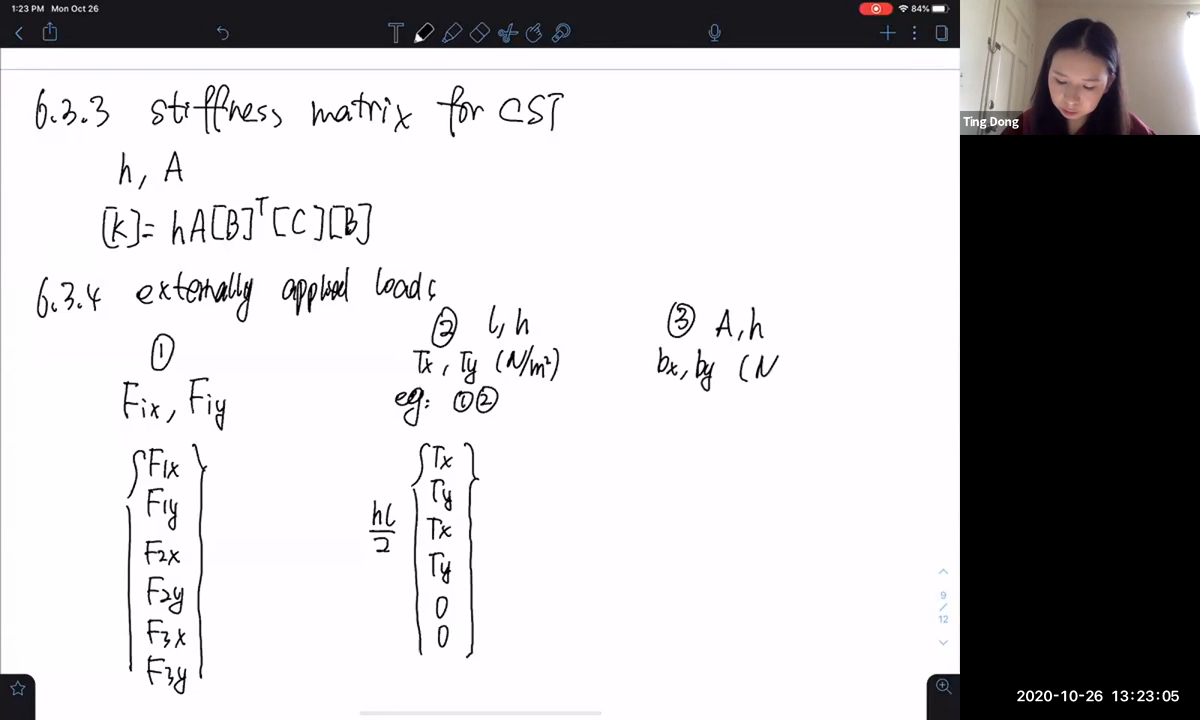 1:23 PM Mon Oct 26
84%
6.3.3 stiffness matrix for CST
h, A
[k]= hA[B]ᵀ[C][B]
6.3.4 externally applied loads
①
Fix, Fiy
F1x
F1y
F2x
F2y
F3x
F3y
② l, h
Tx, Ty (N/m²)
eg: ①②
hl/2
Tx
Ty
Tx
Ty
0
0
③ A, h
bx, by (N
Ting Dong
9
/
12
2020-10-26 13:23:05